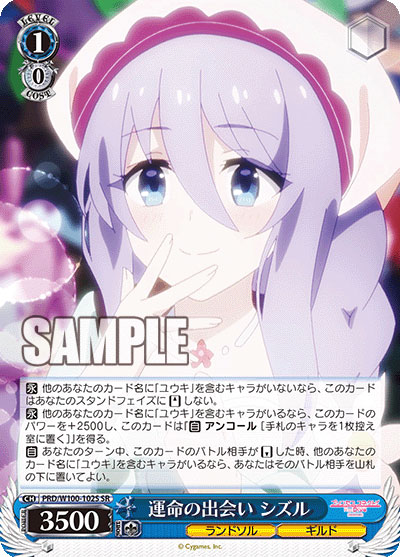 LEVEL
1
0
COST
SAMPLE
永 他のあなたのカード名に「ユウキ」を含むキャラがいないなら、このカード
はあなたのスタンドフェイズに しない。
永 他のあなたのカード名に「ユウキ」を含むキャラがいるなら、このカードの
パワーを+2500し、このカードは『自 アンコール [手札のキャラを1枚控え
室に置く]』を得る。
自 あなたのターン中、このカードのバトル相手が した時、他のあなたの
カード名に「ユウキ」を含むキャラがいるなら、あなたはそのバトル相手を山札
の下に置いてよい。
CH PRD/W100-102S SR
運命の出会い シズル
POWER
3500
ランドソル
ギルド
© Cygames, Inc.